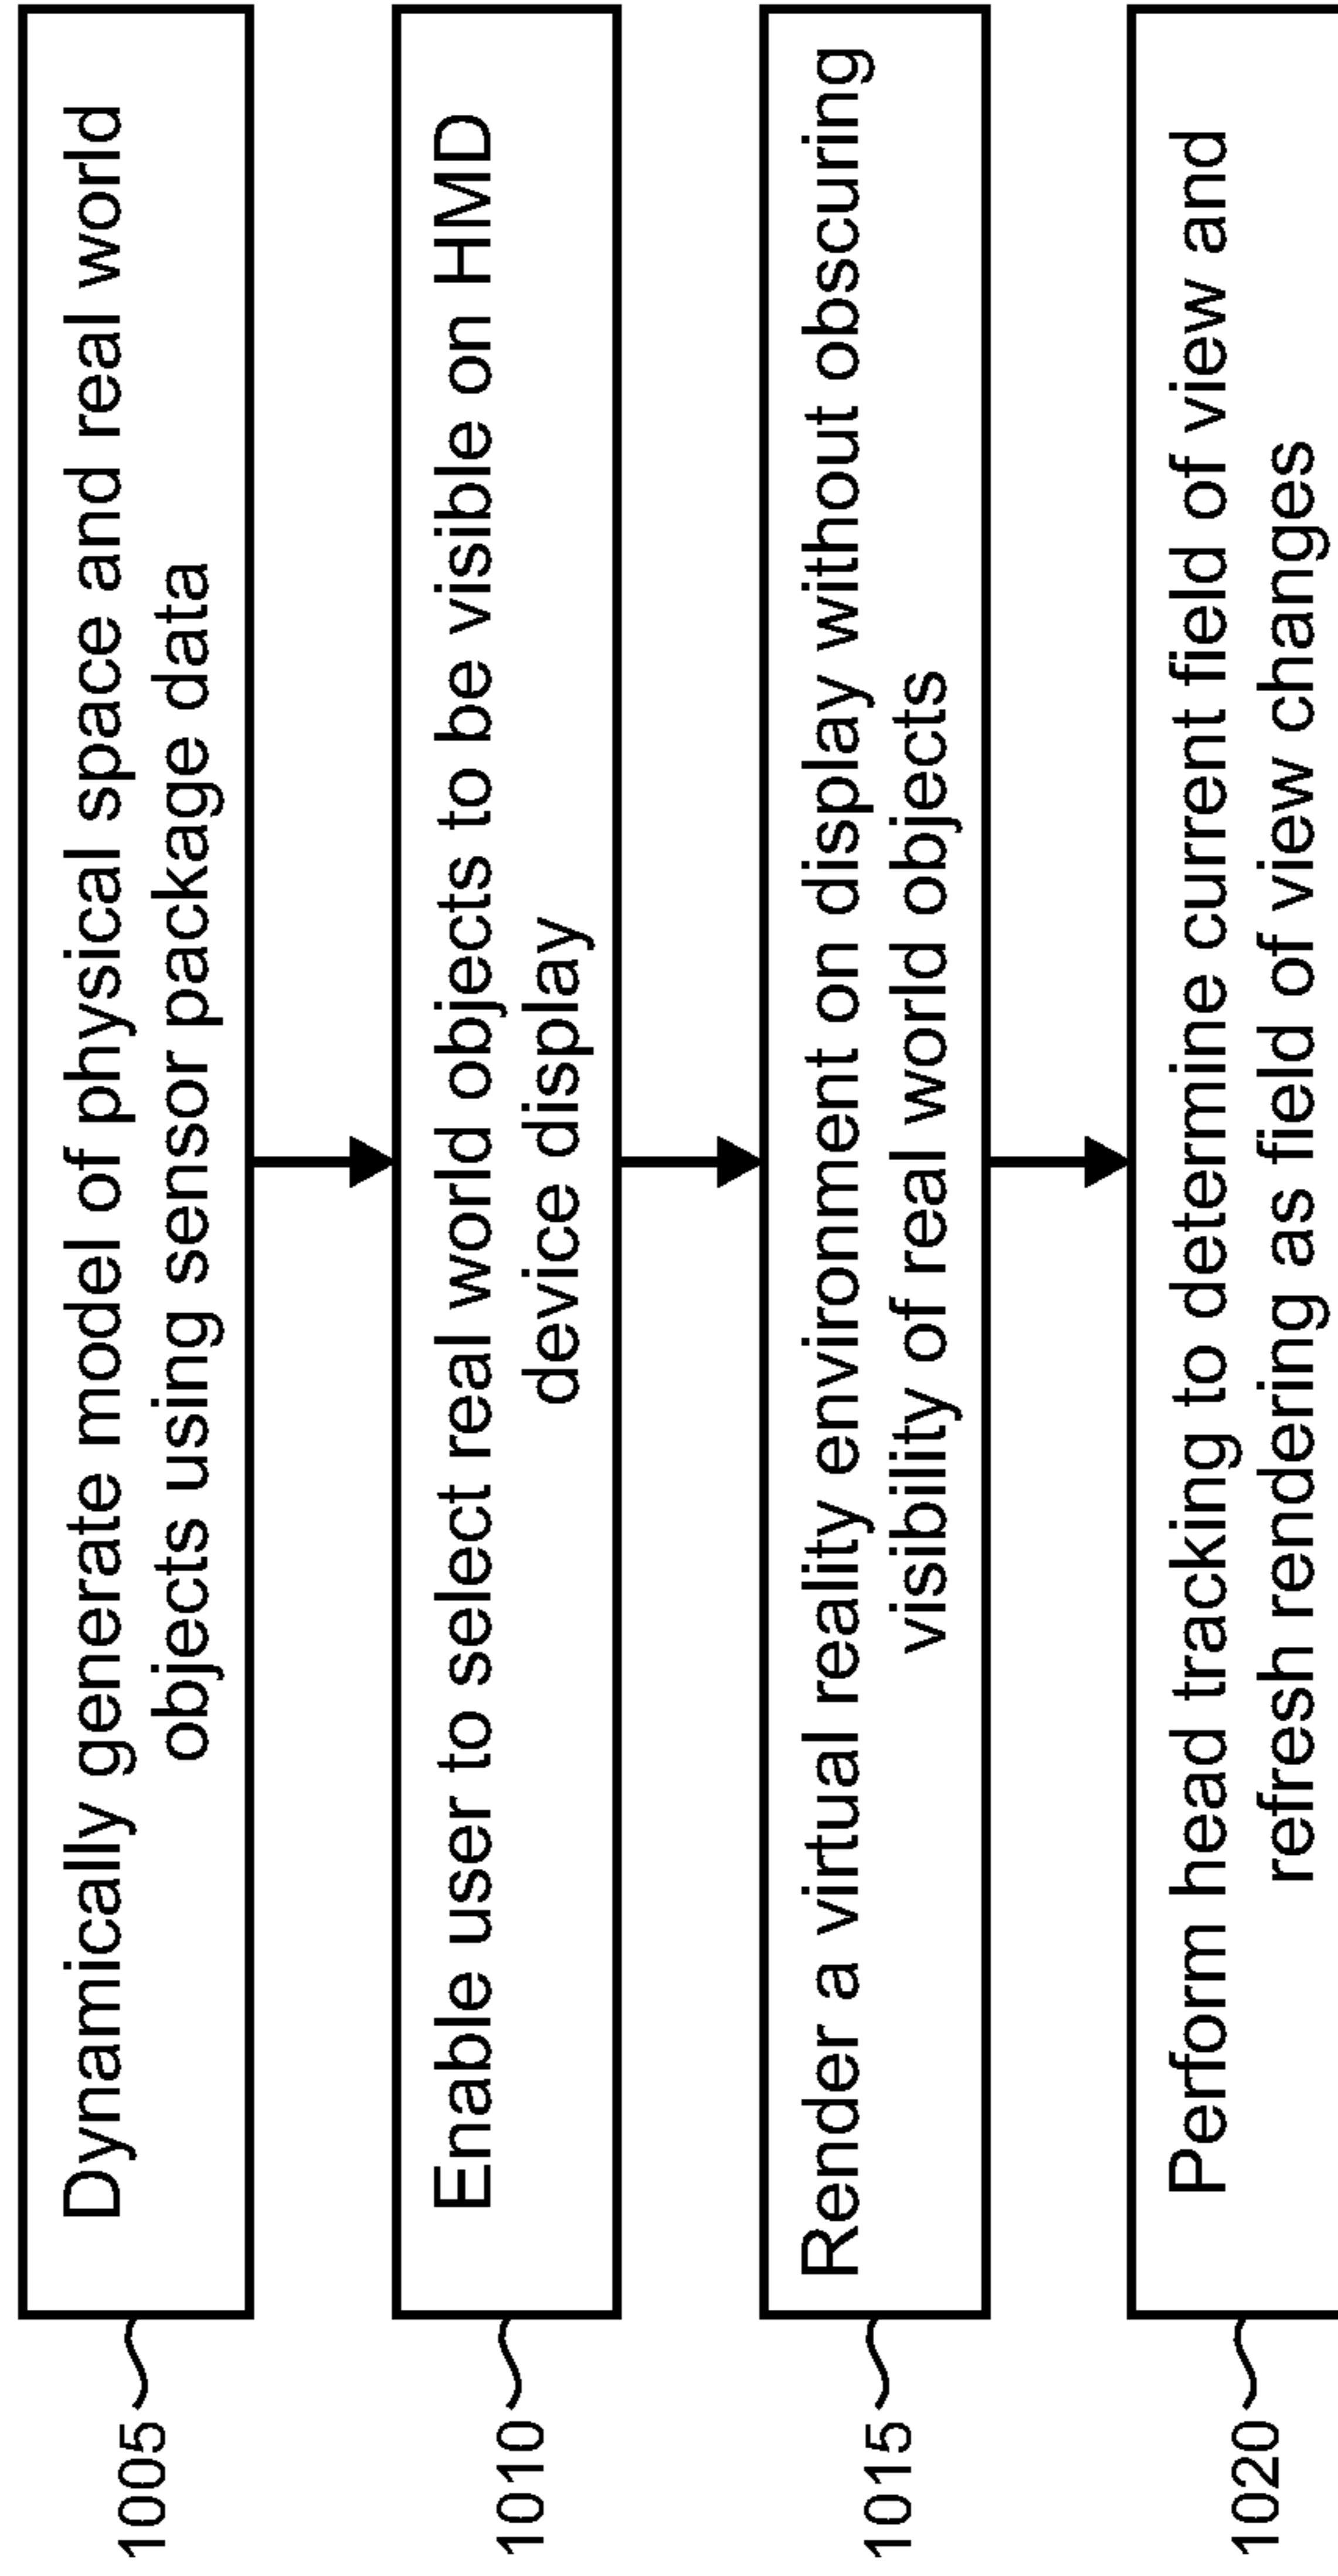 1005
Dynamically generate model of physical space and real world
objects using sensor package data
1010
Enable user to select real world objects to be visible on HMD
device display
1015
Render a virtual reality environment on display without obscuring
visibility of real world objects
1020
Perform head tracking to determine current field of view and
refresh rendering as field of view changes